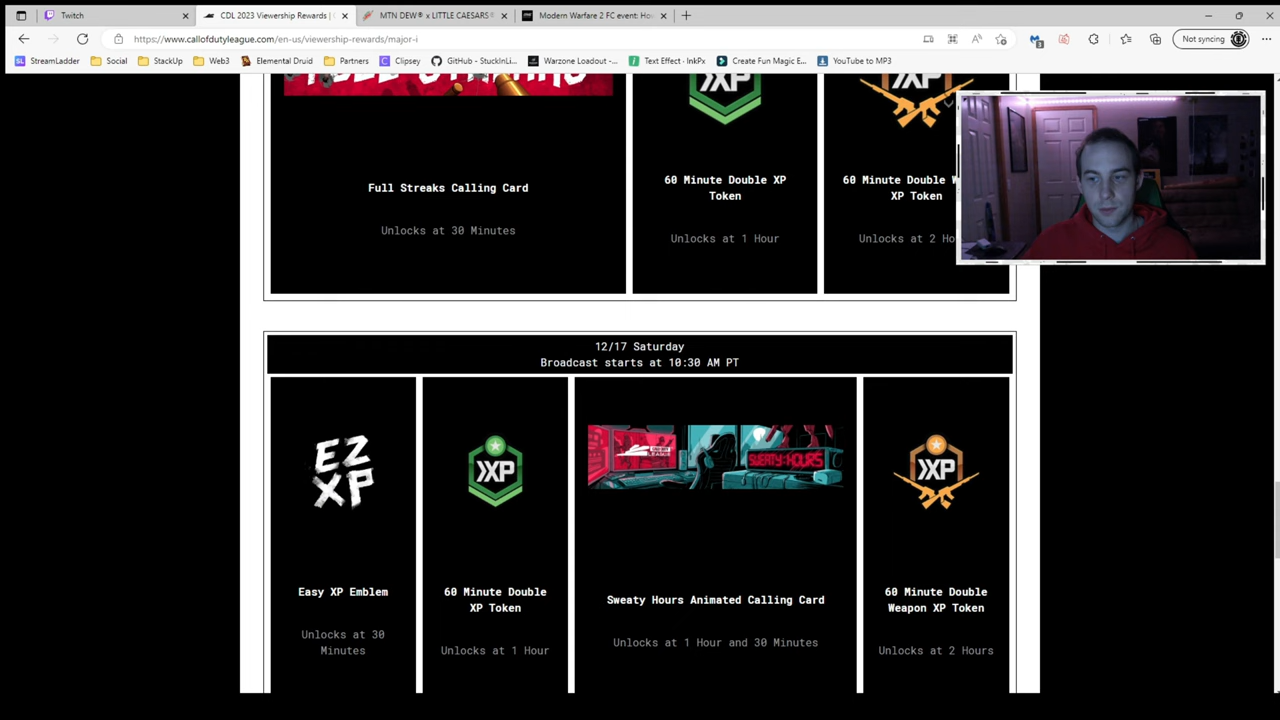 Twitch
CDL 2023 Viewership Rewards |
MTN DEW® x LITTLE CAESARS®
Modern Warfare 2 FC event: Ho
https://www.callofdutyleague.com/en-us/viewership-rewards/major-i
Not syncing
StreamLadder
Social
StackUp
Web3
Elemental Druid
Partners
Clipsey
GitHub - StuckInLi...
Warzone Loadout -...
Text Effect · InkPx
Create Fun Magic E...
YouTube to MP3
XP
XP
Full Streaks Calling Card
Unlocks at 30 Minutes
60 Minute Double XP
Token
Unlocks at 1 Hour
60 Minute Double W
XP Token
Unlocks at 2 Ho
12/17 Saturday
Broadcast starts at 10:30 AM PT
EZ
XP
Easy XP Emblem
Unlocks at 30
Minutes
XP
60 Minute Double
XP Token
Unlocks at 1 Hour
SWEATY HOURS
Sweaty Hours Animated Calling Card
Unlocks at 1 Hour and 30 Minutes
XP
60 Minute Double
Weapon XP Token
Unlocks at 2 Hours